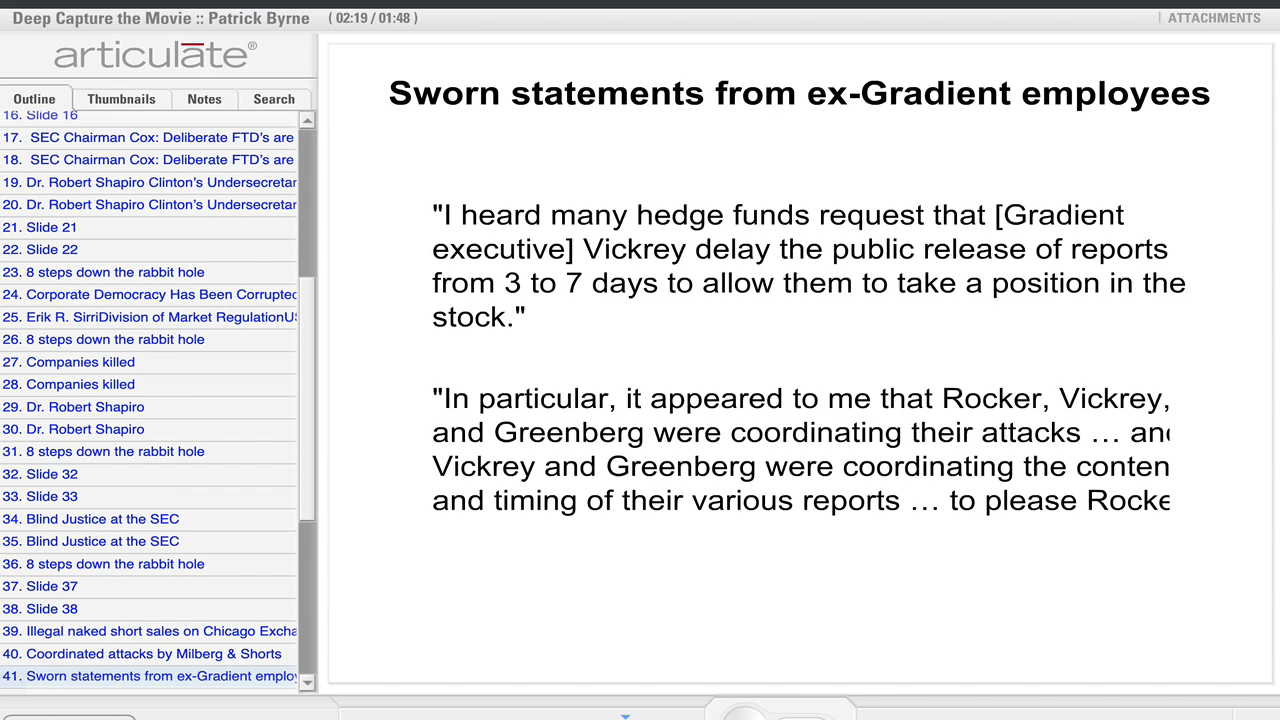 Deep Capture the Movie :: Patrick Byrne ( 02:19 / 01:48 )
ATTACHMENTS
articulate®
Outline Thumbnails Notes Search
16. Slide 16
17. SEC Chairman Cox: Deliberate FTD's are
18. SEC Chairman Cox: Deliberate FTD's are
19. Dr. Robert Shapiro Clinton's Undersecretar
20. Dr. Robert Shapiro Clinton's Undersecretar
21. Slide 21
22. Slide 22
23. 8 steps down the rabbit hole
24. Corporate Democracy Has Been Corrupted
25. Erik R. SirriDivision of Market RegulationUS
26. 8 steps down the rabbit hole
27. Companies killed
28. Companies killed
29. Dr. Robert Shapiro
30. Dr. Robert Shapiro
31. 8 steps down the rabbit hole
32. Slide 32
33. Slide 33
34. Blind Justice at the SEC
35. Blind Justice at the SEC
36. 8 steps down the rabbit hole
37. Slide 37
38. Slide 38
39. Illegal naked short sales on Chicago Excha
40. Coordinated attacks by Milberg & Shorts
41. Sworn statements from ex-Gradient emplo
Sworn statements from ex-Gradient employees
"I heard many hedge funds request that [Gradient
executive] Vickrey delay the public release of reports
from 3 to 7 days to allow them to take a position in the
stock."
"In particular, it appeared to me that Rocker, Vickrey,
and Greenberg were coordinating their attacks … and
Vickrey and Greenberg were coordinating the conten
and timing of their various reports … to please Rocke